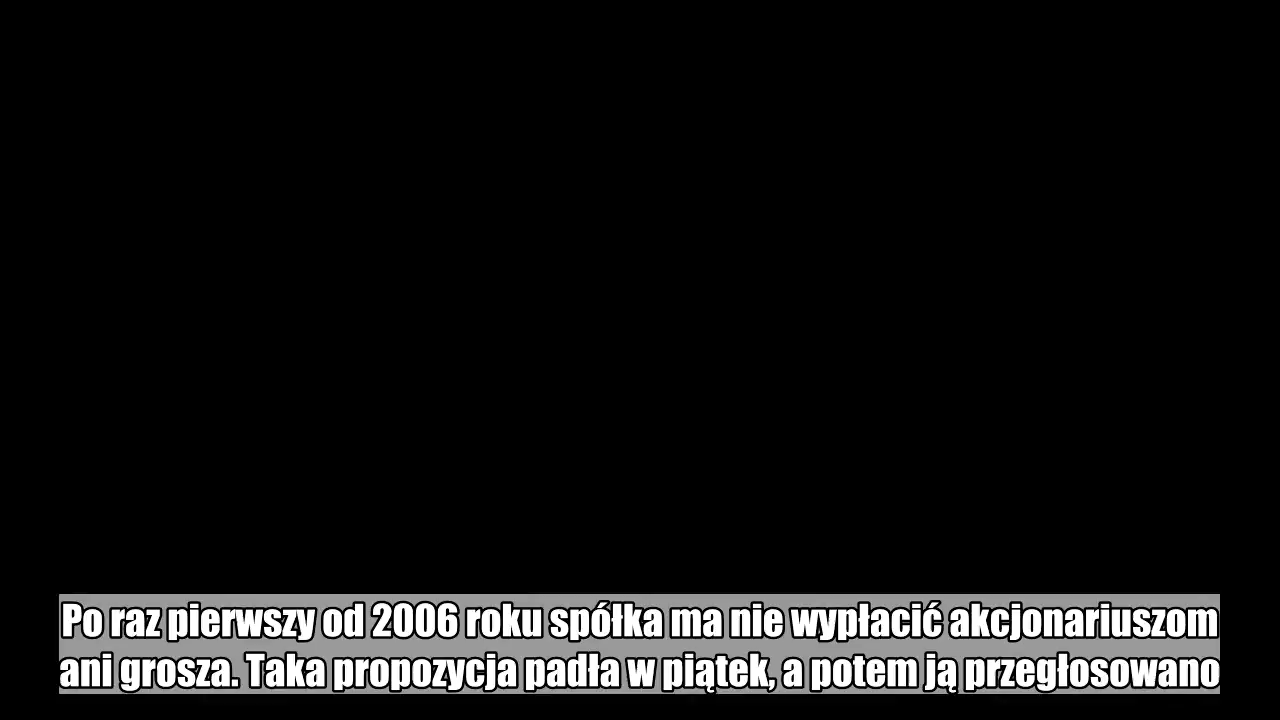 Po raz pierwszy od 2006 roku spółka ma nie wypłacić akcjonariuszom
ani grosza. Taka propozycja padła w piątek, a potem ją przegłosowano